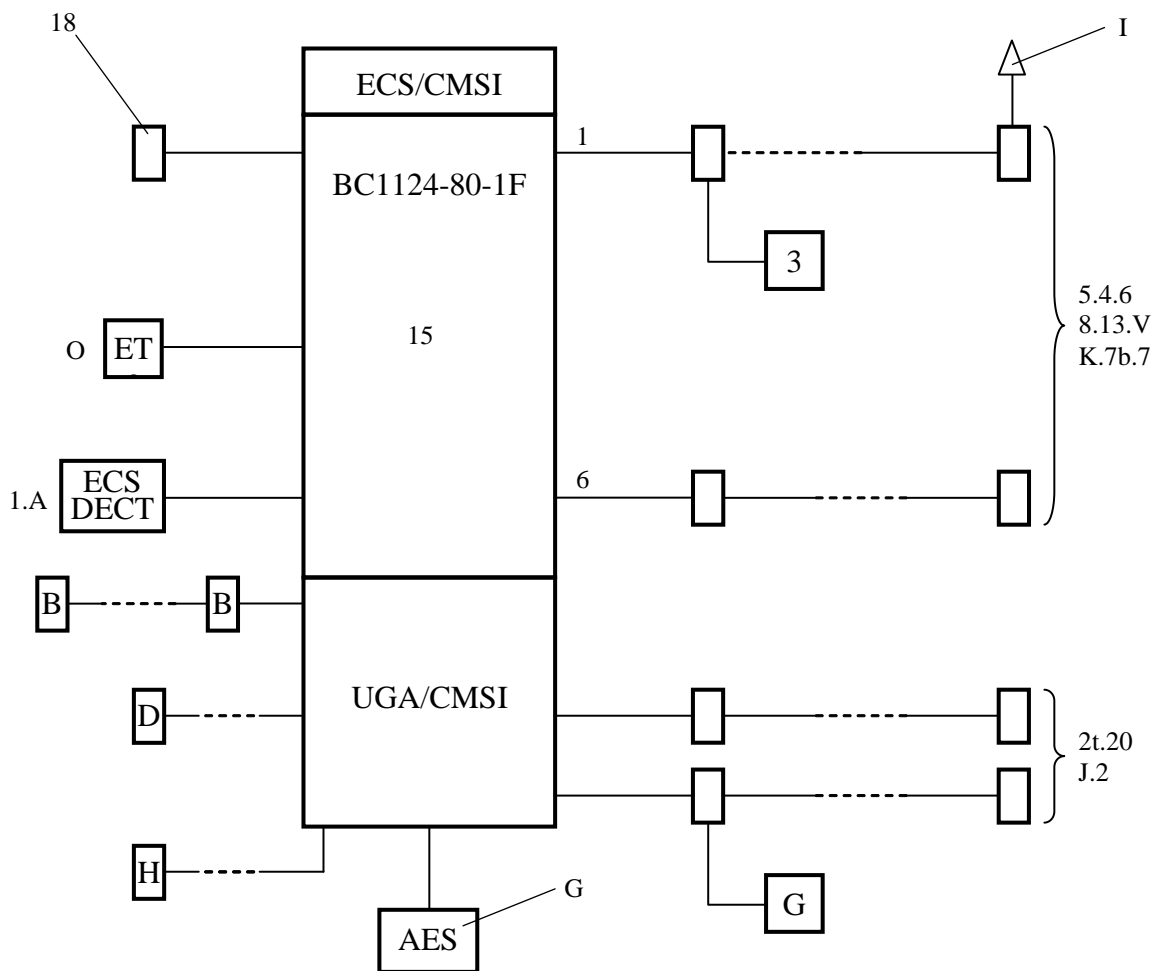 18
I
ECS/CMSI
1
BC1124-80-1F
3
5.4.6
8.13.V
K.7b.7
15
O
ET
ECS
DECT
1.A
6
B
B
UGA/CMSI
D
2t.20
J.2
H
G
AES
G